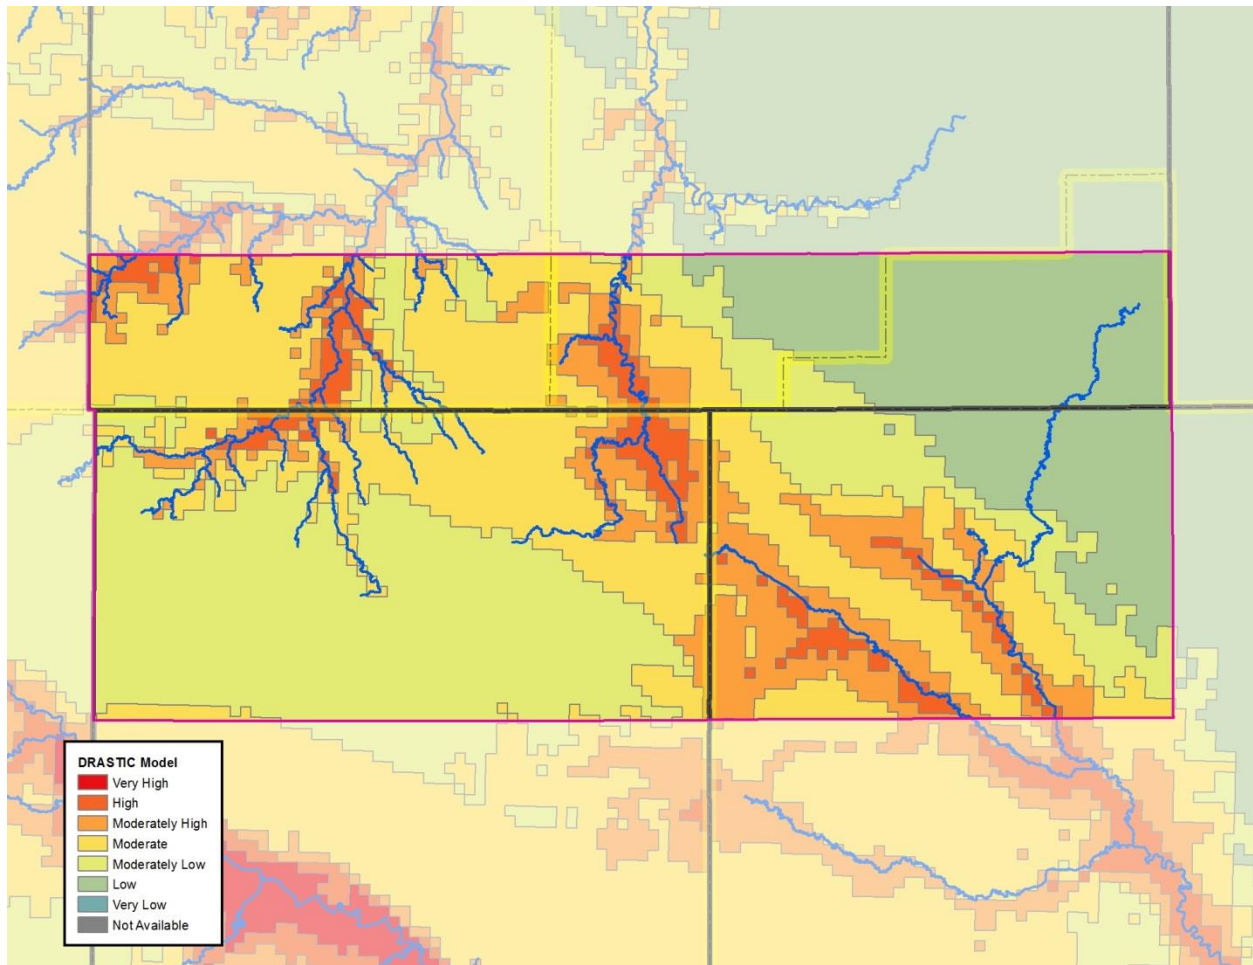 DRASTIC Model
Very High
High
Moderately High
Moderate
Moderately Low
Low
Very Low
Not Available